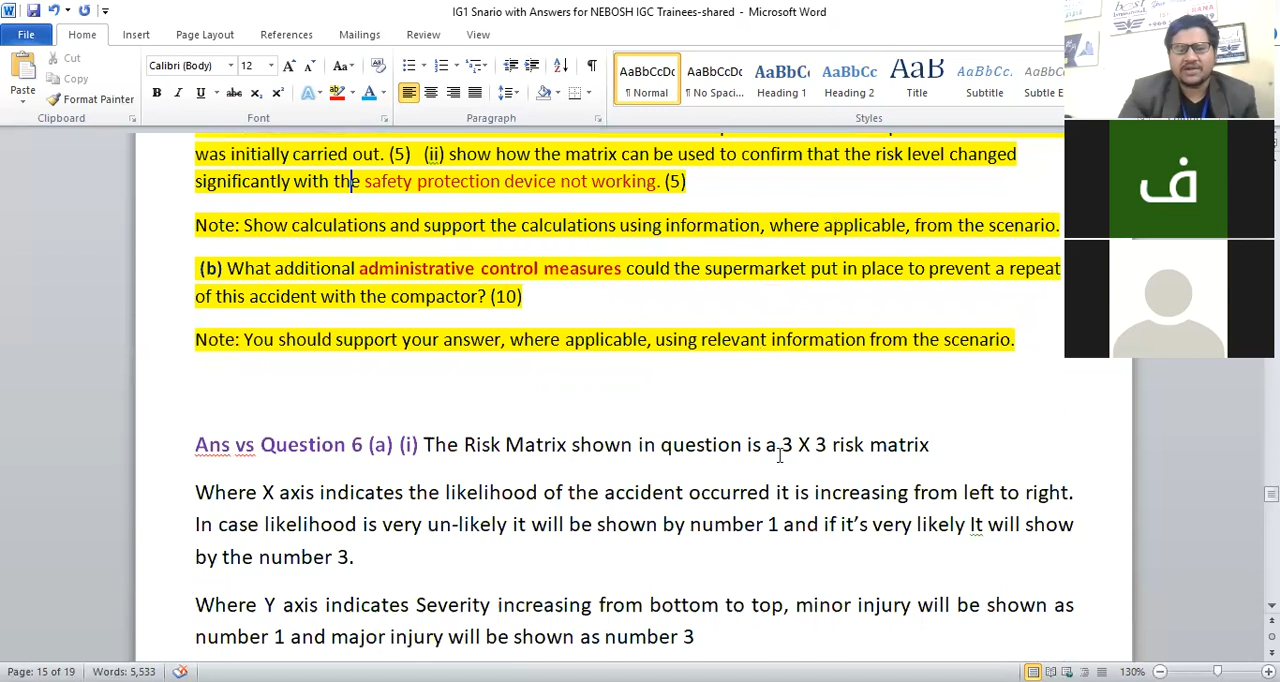 IG1 Snario with Answers for NEBOSH IGC Trainees-shared - Microsoft Word
File Home Insert Page Layout References Mailings Review View
Cut
Copy
Paste
Format Painter
Clipboard
Calibri (Body) 12
Font
Paragraph
AaBbCcDc AaBbCcDc AaBbC AaBbCc AaB AaBbCc. AaBbCc
¶ Normal ¶ No Spaci... Heading 1 Heading 2 Title Subtitle Subtle E
Styles
RANA
ف
was initially carried out. (5) (ii) show how the matrix can be used to confirm that the risk level changed
significantly with the safety protection device not working. (5)
Note: Show calculations and support the calculations using information, where applicable, from the scenario.
(b) What additional administrative control measures could the supermarket put in place to prevent a repeat
of this accident with the compactor? (10)
Note: You should support your answer, where applicable, using relevant information from the scenario.
Ans vs Question 6 (a) (i) The Risk Matrix shown in question is a 3 X 3 risk matrix
Where X axis indicates the likelihood of the accident occurred it is increasing from left to right.
In case likelihood is very un-likely it will be shown by number 1 and if it’s very likely It will show
by the number 3.
Where Y axis indicates Severity increasing from bottom to top, minor injury will be shown as
number 1 and major injury will be shown as number 3
Page: 15 of 19 Words: 5,533 130%